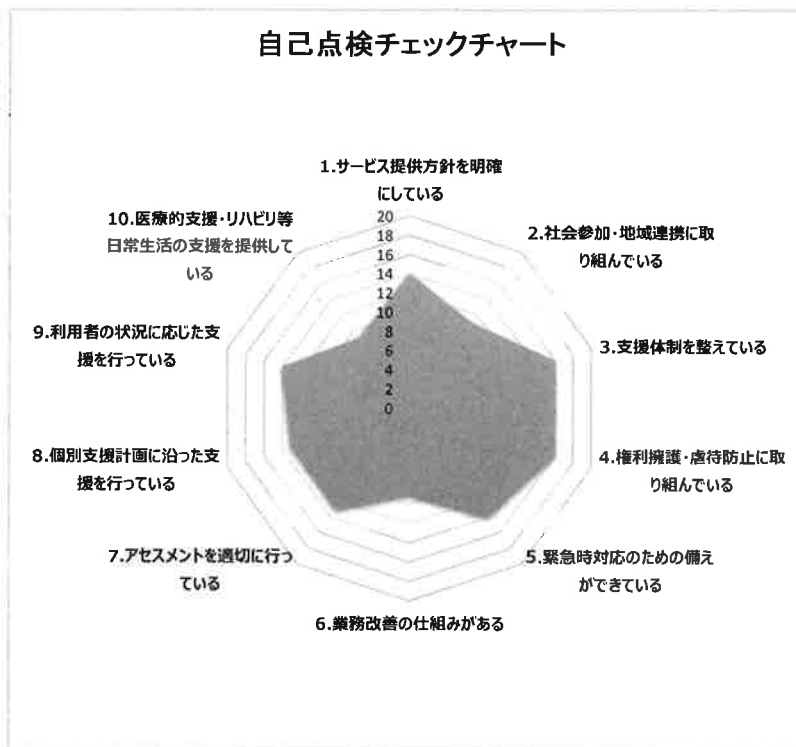 自己点検チェックチャート
1.サービス提供方針を明確
にしている
2.社会参加・地域連携に取
り組んでいる
3.支援体制を整えている
4.権利擁護・虐待防止に取
り組んでいる
5.緊急時対応のための備え
ができている
6.業務改善の仕組みがある
7.アセスメントを適切に行っ
ている
8.個別支援計画に沿った支
援を行っている
9.利用者の状況に応じた支
援を行っている
10.医療的支援・リハビリ等
日常生活の支援を提供して
いる
20
18
16
14
12
10
8
6
4
2
0